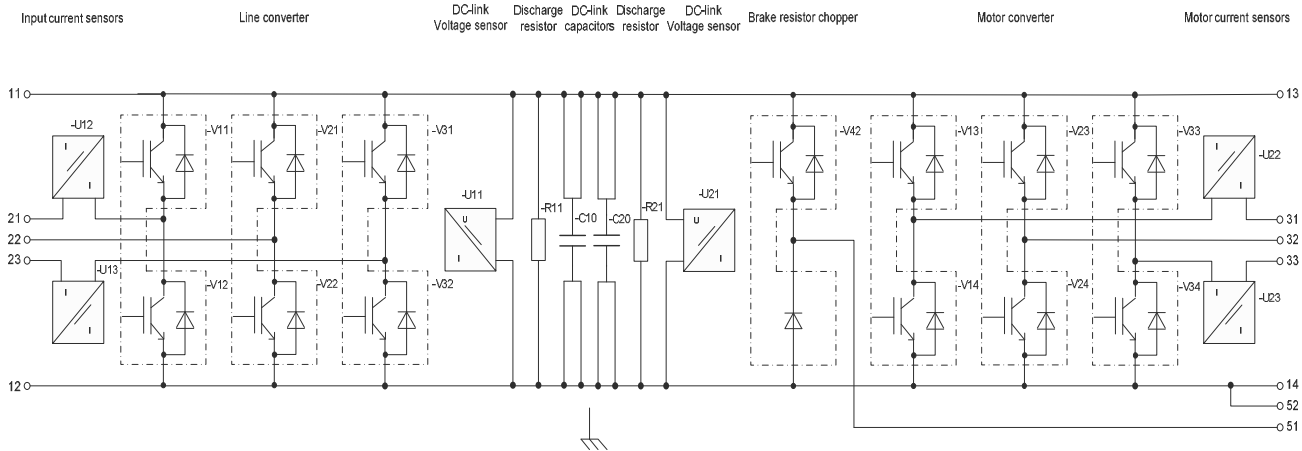 Input current sensors
Line converter
DC-link
Voltage sensor
Discharge
resistor
DC-link
capacitors
Discharge
resistor
DC-link
Voltage sensor
Brake resistor chopper
Motor converter
Motor current sensors
11
13
-U12
-V11
-V21
-V31
-V42
-V13
-V23
-V33
-U22
I
I
I
I
-U11
U
-R11
-C10
-C20
-R21
-U21
U
21
22
23
31
32
33
-U13
-V12
-V22
-V32
-V14
-V24
-V34
-U23
I
I
I
I
12
14
52
51